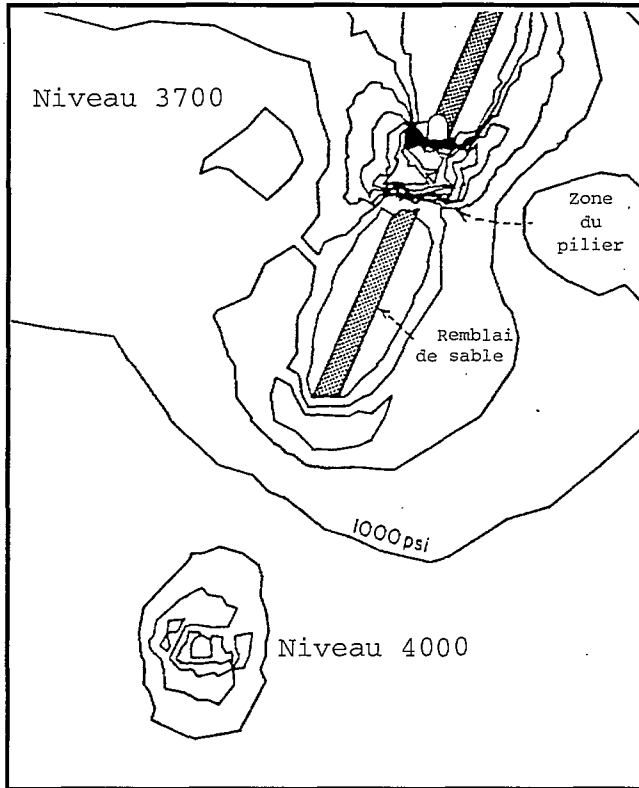 Niveau 3700
Zone
du
pilier
Remblai
de sable
1000 psi
Niveau 4000